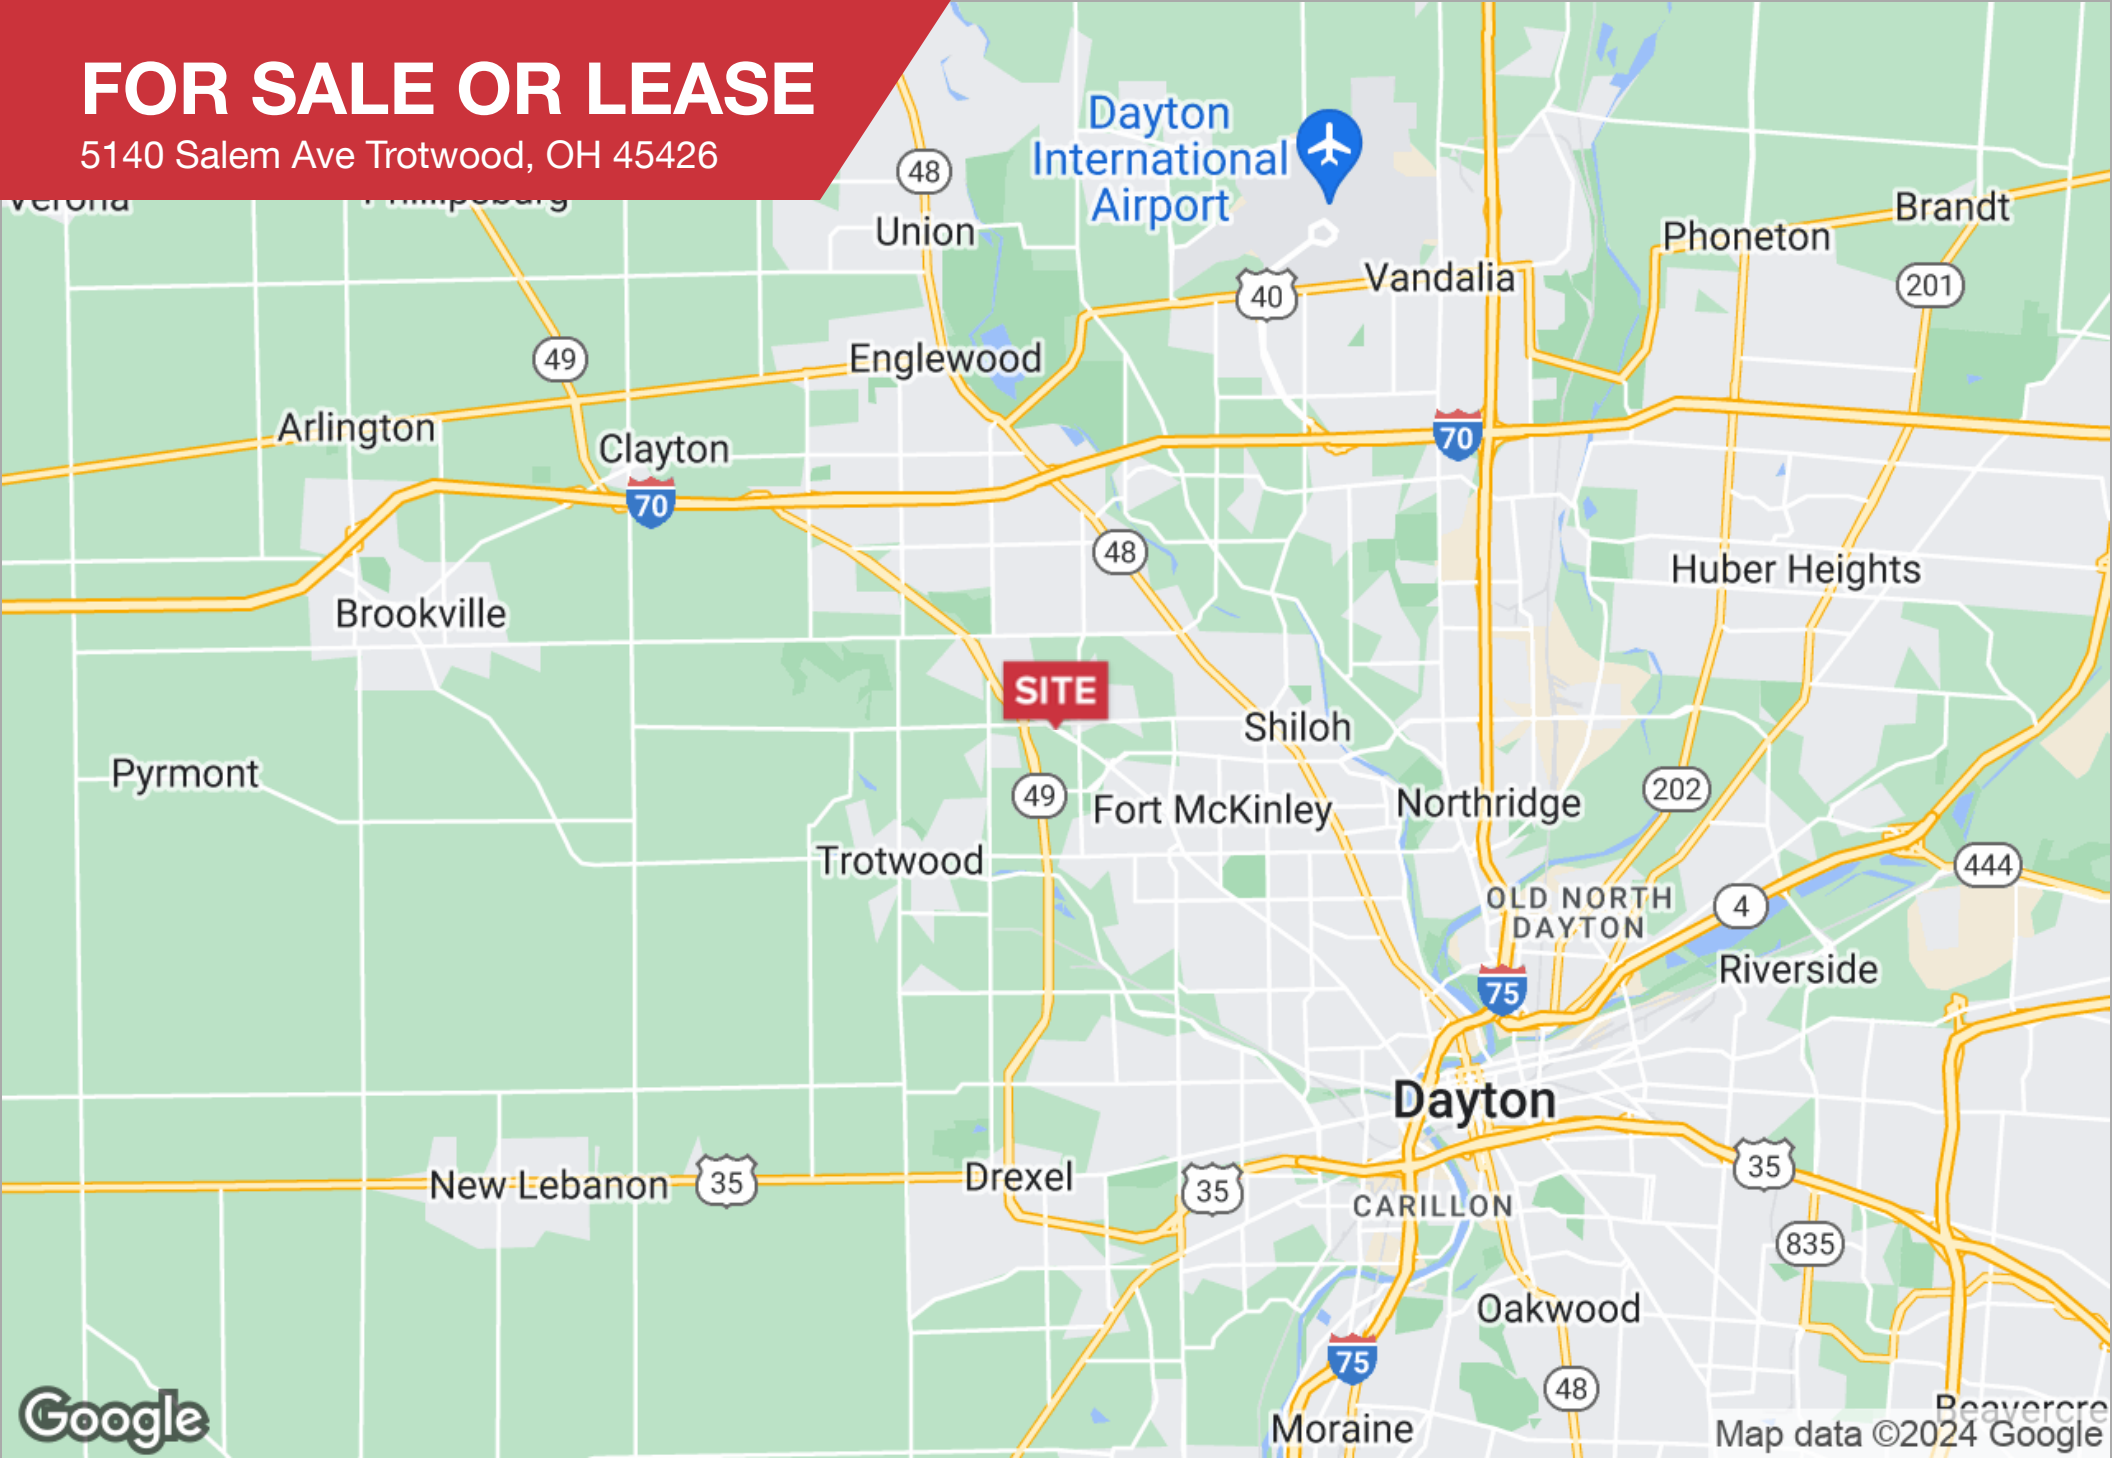 FOR SALE OR LEASE
5140 Salem Ave Trotwood, OH 45426
Verona
Phillipsburg
48
Union
Dayton
International
Airport
Brandt
Phoneton
201
40
Vandalia
49
Englewood
Arlington
Clayton
70
70
48
Huber Heights
Brookville
SITE
Shiloh
Pyrmont
49
Fort McKinley
Northridge
202
Trotwood
444
OLD NORTH
DAYTON
4
Riverside
75
Dayton
New Lebanon
35
Drexel
35
35
CARILLON
835
Oakwood
75
48
Moraine
Beavercre
Google
Map data ©2024 Google